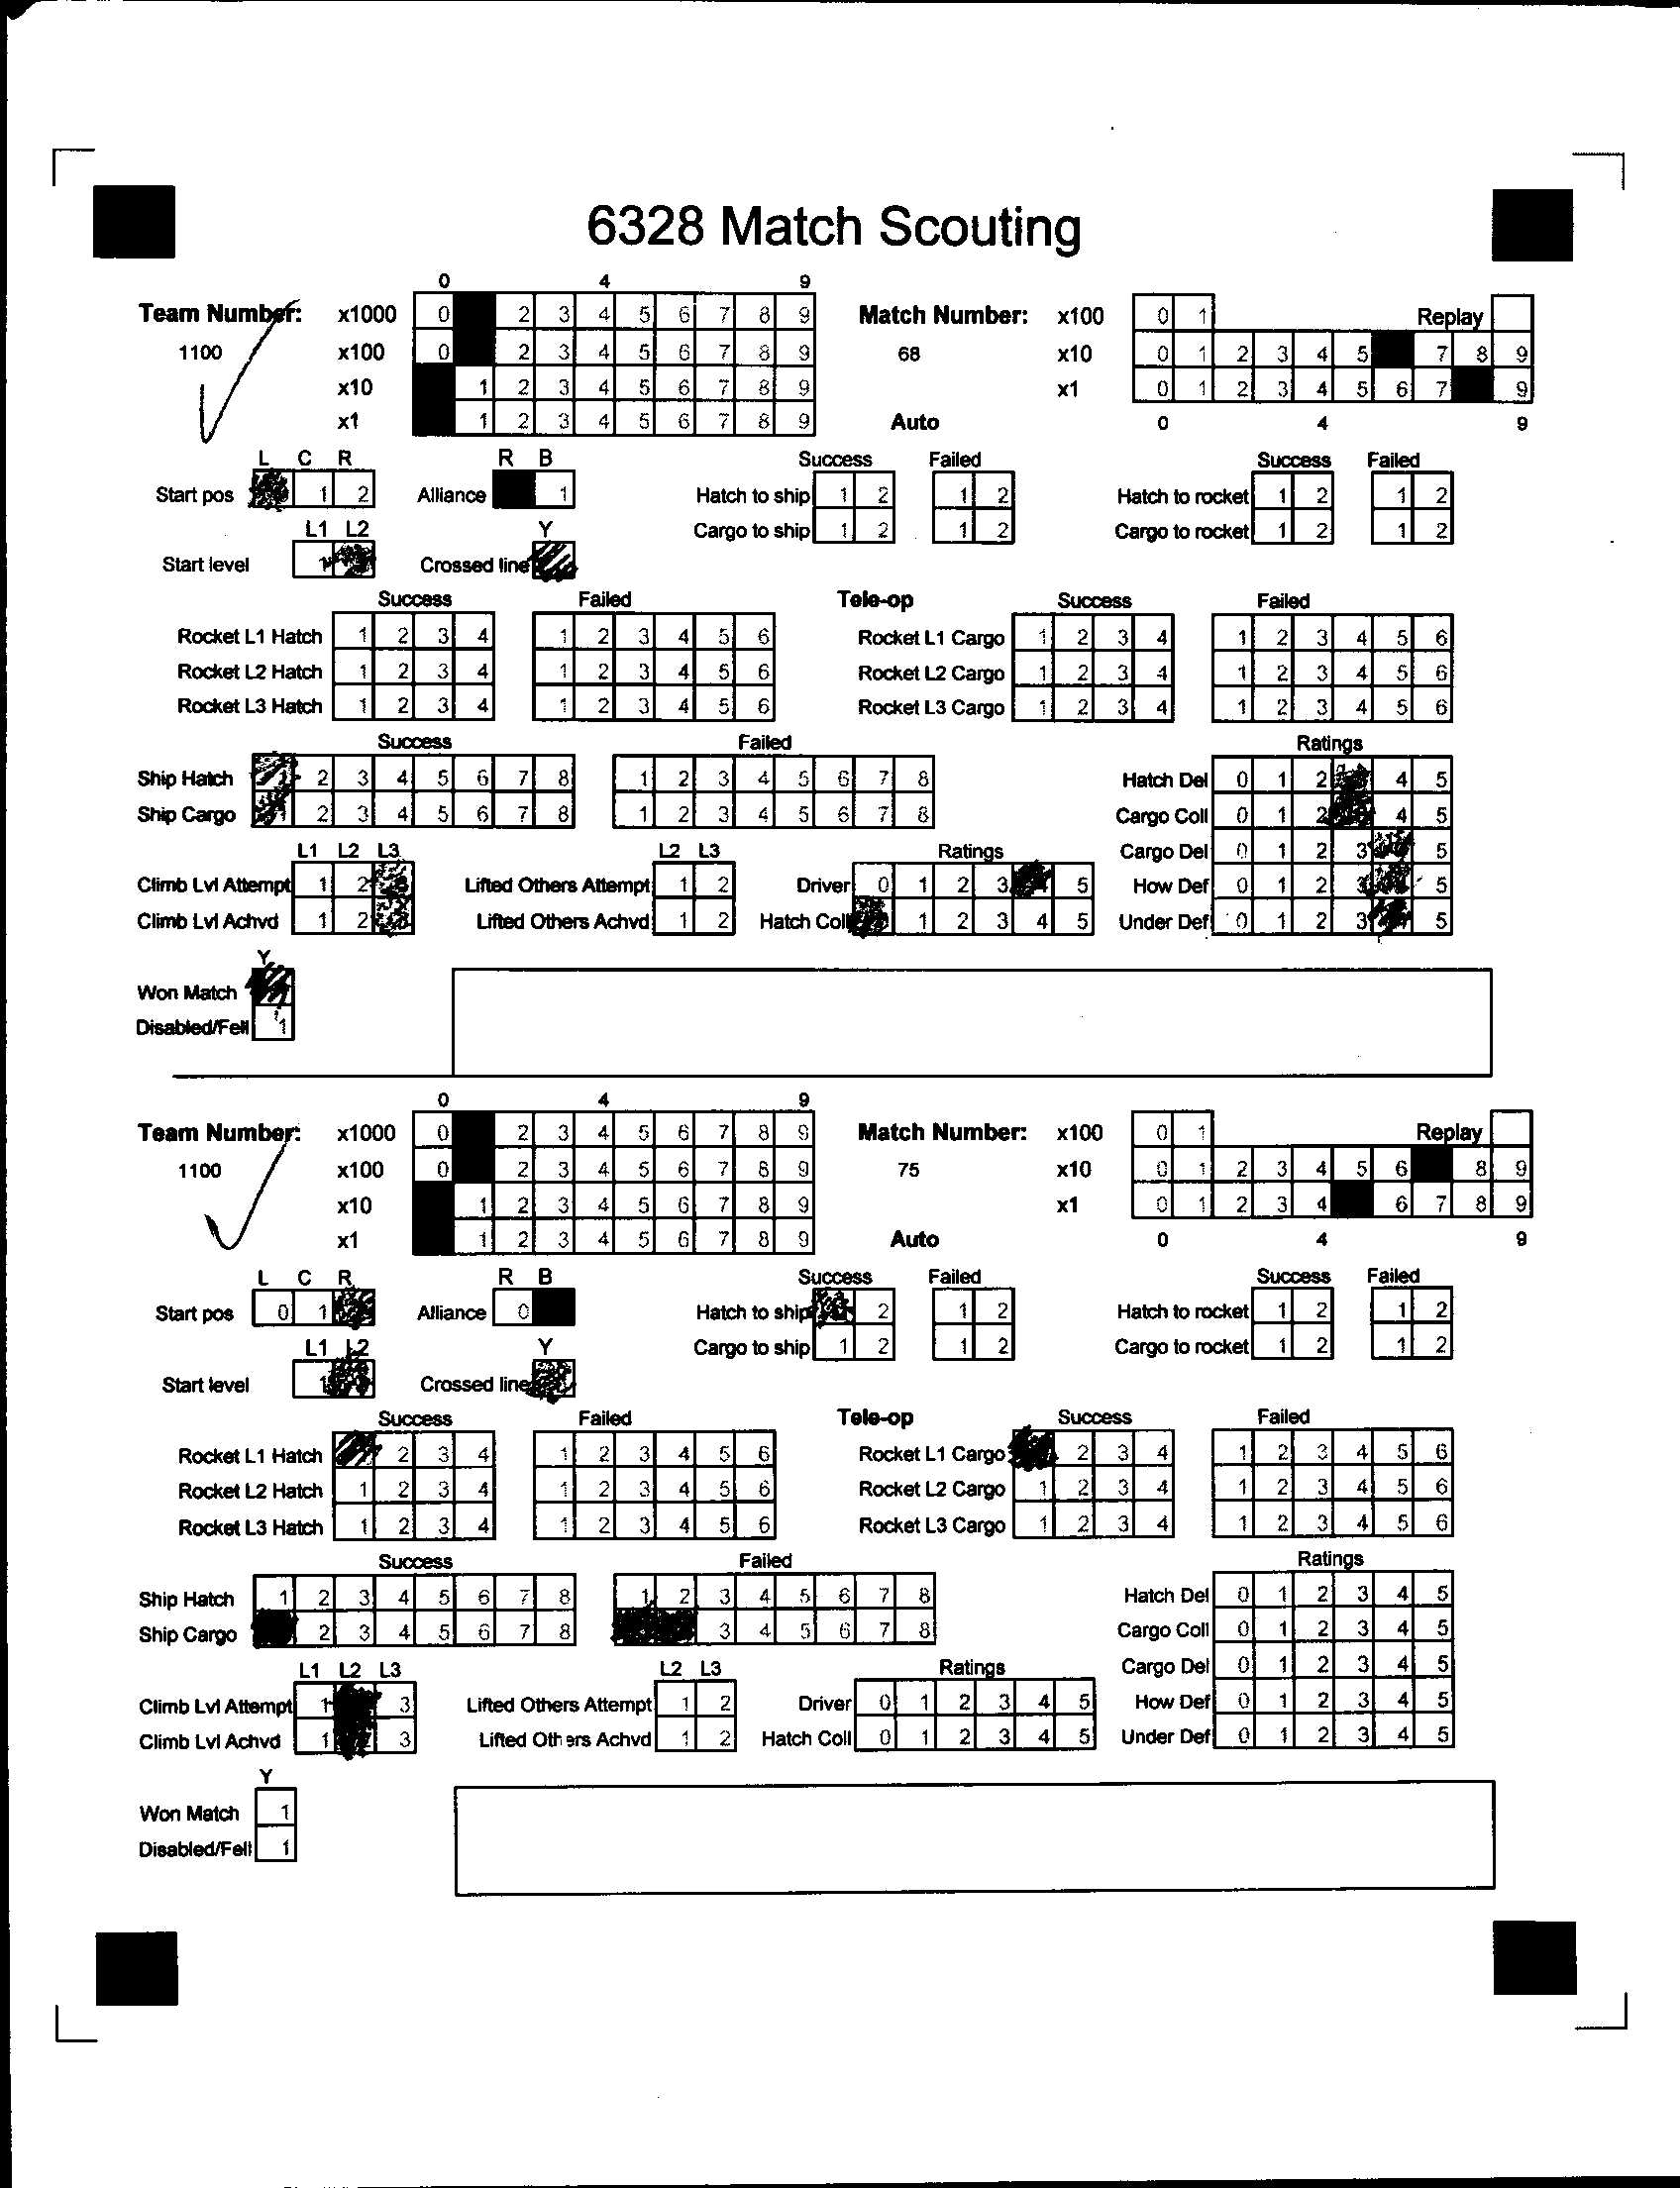 6328 Match Scouting
0 4 9
Team Number: x1000 0 2 3 4 5 6 7 8 9 Match Number: x100 0 1 Replay
1100 x100 0 2 3 4 5 6 7 8 9 68 x10 0 1 2 3 4 5 7 8 9
x10 1 2 3 4 5 6 7 8 9 x1 0 1 2 3 4 5 6 7 9
x1 1 2 3 4 5 6 7 8 9 Auto 0 4 9
L C R R B Success Failed Success Failed
Start pos 1 2 Alliance 1 Hatch to ship 1 2 1 2 Hatch to rocket 1 2 1 2
L1 L2 Y Cargo to ship 1 2 1 2 Cargo to rocket 1 2 1 2
Start level 1 Crossed line
Success Failed Tele-op Success Failed
Rocket L1 Hatch 1 2 3 4 1 2 3 4 5 6 Rocket L1 Cargo 1 2 3 4 1 2 3 4 5 6
Rocket L2 Hatch 1 2 3 4 1 2 3 4 5 6 Rocket L2 Cargo 1 2 3 4 1 2 3 4 5 6
Rocket L3 Hatch 1 2 3 4 1 2 3 4 5 6 Rocket L3 Cargo 1 2 3 4 1 2 3 4 5 6
Success Failed Ratings
Ship Hatch 1 2 3 4 5 6 7 8 1 2 3 4 5 6 7 8 Hatch Del 0 1 2 4 5
Ship Cargo 1 2 3 4 5 6 7 8 1 2 3 4 5 6 7 8 Cargo Coll 0 1 2 4 5
L1 L2 L3 L2 L3 Ratings Cargo Del 0 1 2 3 5
Climb Lvl Attempt 1 2 Lifted Others Attempt 1 2 Driver 0 1 2 3 5 How Def 0 1 2 3 5
Climb Lvl Achvd 1 2 Lifted Others Achvd 1 2 Hatch Coll 1 2 3 4 5 Under Def 0 1 2 3 5
Y
Won Match
Disabled/Fell 1
0 4 9
Team Number: x1000 0 2 3 4 5 6 7 8 9 Match Number: x100 0 1 Replay
1100 x100 0 2 3 4 5 6 7 8 9 75 x10 0 1 2 3 4 5 6 8 9
x10 1 2 3 4 5 6 7 8 9 x1 0 1 2 3 4 6 7 8 9
x1 1 2 3 4 5 6 7 8 9 Auto 0 4 9
L C R R B Success Failed Success Failed
Start pos 0 1 Alliance 0 Hatch to ship 2 1 2 Hatch to rocket 1 2 1 2
L1 L2 Y Cargo to ship 1 2 1 2 Cargo to rocket 1 2 1 2
Start level 1 Crossed line
Success Failed Tele-op Success Failed
Rocket L1 Hatch 2 3 4 1 2 3 4 5 6 Rocket L1 Cargo 2 3 4 1 2 3 4 5 6
Rocket L2 Hatch 1 2 3 4 1 2 3 4 5 6 Rocket L2 Cargo 1 2 3 4 1 2 3 4 5 6
Rocket L3 Hatch 1 2 3 4 1 2 3 4 5 6 Rocket L3 Cargo 1 2 3 4 1 2 3 4 5 6
Success Failed Ratings
Ship Hatch 1 2 3 4 5 6 7 8 1 2 3 4 5 6 7 8 Hatch Del 0 1 2 3 4 5
Ship Cargo 2 3 4 5 6 7 8 3 4 5 6 7 8 Cargo Coll 0 1 2 3 4 5
L1 L2 L3 L2 L3 Ratings Cargo Del 0 1 2 3 4 5
Climb Lvl Attempt 1 3 Lifted Others Attempt 1 2 Driver 0 1 2 3 4 5 How Def 0 1 2 3 4 5
Climb Lvl Achvd 1 3 Lifted Others Achvd 1 2 Hatch Coll 0 1 2 3 4 5 Under Def 0 1 2 3 4 5
Y
Won Match 1
Disabled/Fell 1